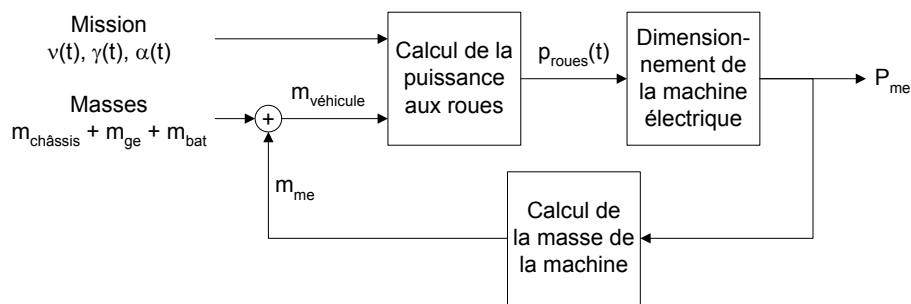 Mission
ν(t), γ(t), α(t)
Masses
m_châssis + m_ge + m_bat
+
m_véhicule
m_me
Calcul de la
puissance
aux roues
p_roues(t)
Dimension-
nement de
la machine
électrique
P_me
Calcul de
la masse de
la machine